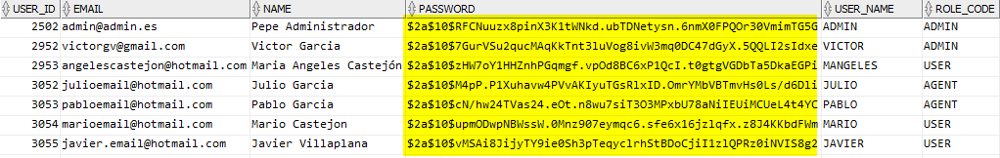 USER_ID EMAIL NAME PASSWORD USER_NAME ROLE_CODE
2502 admin@admin.es Pepe Administrador $2a$10$RFCNuuzx8pinX3K1tWNkd.ubTDNetysn.6nmX0FPQOr30VmimTG5G ADMIN ADMIN
2952 victorgv@gmail.com Victor Garcia $2a$10$7GurVSu2qucMAqKkTnt3luVog8ivW3mq0DC47dGyX.5QQLI2sIdxe VICTOR ADMIN
2953 angelescastejon@hotmail.com Maria Angeles Castejón $2a$10$zHW7oY1HHZnhPGqmgf.vpOd8BC6xP1QcI.t0gtgVGDbTa5DkaEGPi MANGELES USER
3052 julioemail@hotmail.com Julio Garcia $2a$10$M4pP.P1Xuhavw4PVvAKIyuTGsRlxID.OmrYMbVBTmvHs0Ls/d6Dli JULIO AGENT
3053 pabloemail@hotmail.com Pablo Garcia $2a$10$cN/hw24TVas24.eOt.n8wu7siT3O3MPxbU78aNiIEUiMCUeL4t4YC PABLO AGENT
3054 marioemail@hotmail.com Mario Castejon $2a$10$upmODwpNBWssW.0Mnz907eymqc6.sfe6x16jzlqfx.z8J4KKbdFWm MARIO USER
3055 javier.email@hotmail.com Javier Villaplana $2a$10$vMSAi8JijyTY9ie0Sh3pTeqyclrhStBDoCjiI1zlQPRz0iNVIS8g2 JAVIER USER